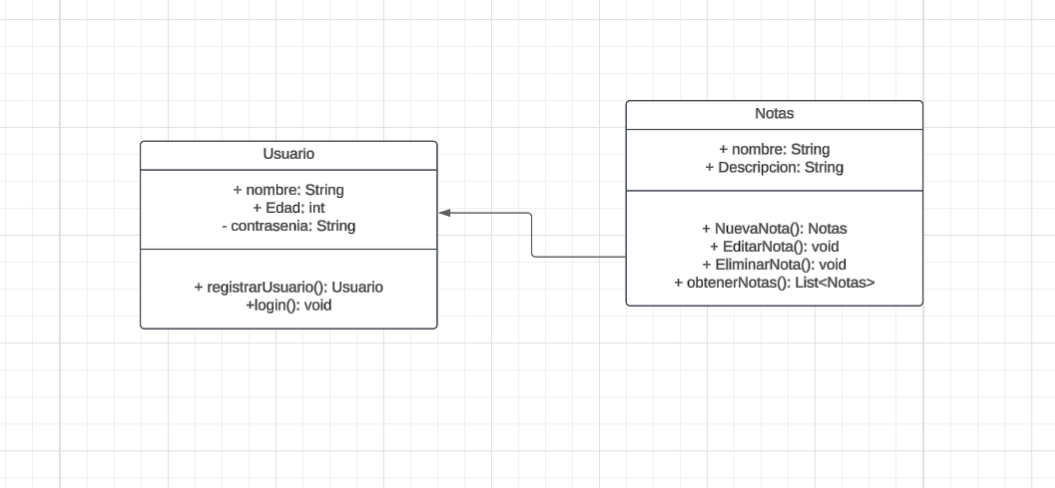 Usuario
+ nombre: String
+ Edad: int
- contrasenia: String
+ registrarUsuario(): Usuario
+login(): void
Notas
+ nombre: String
+ Descripcion: String
+ NuevaNota(): Notas
+ EditarNota(): void
+ EliminarNota(): void
+ obtenerNotas(): List<Notas>